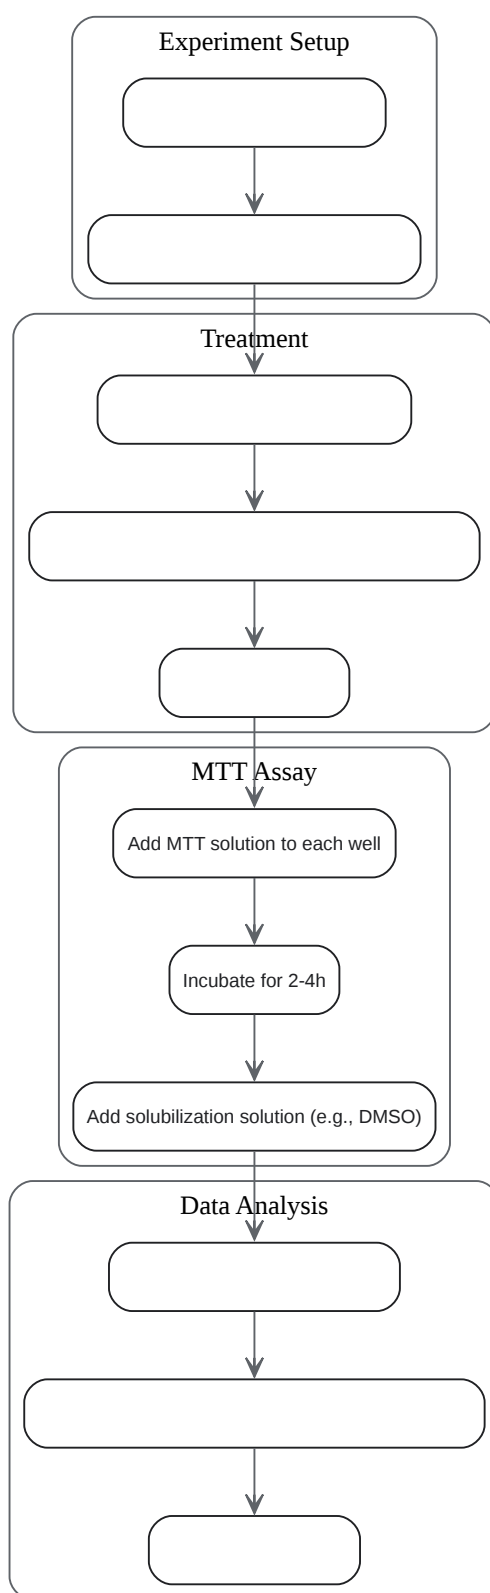 Experiment Setup
Treatment
MTT Assay
Add MTT solution to each well
Incubate for 2-4h
Add solubilization solution (e.g., DMSO)
Data Analysis